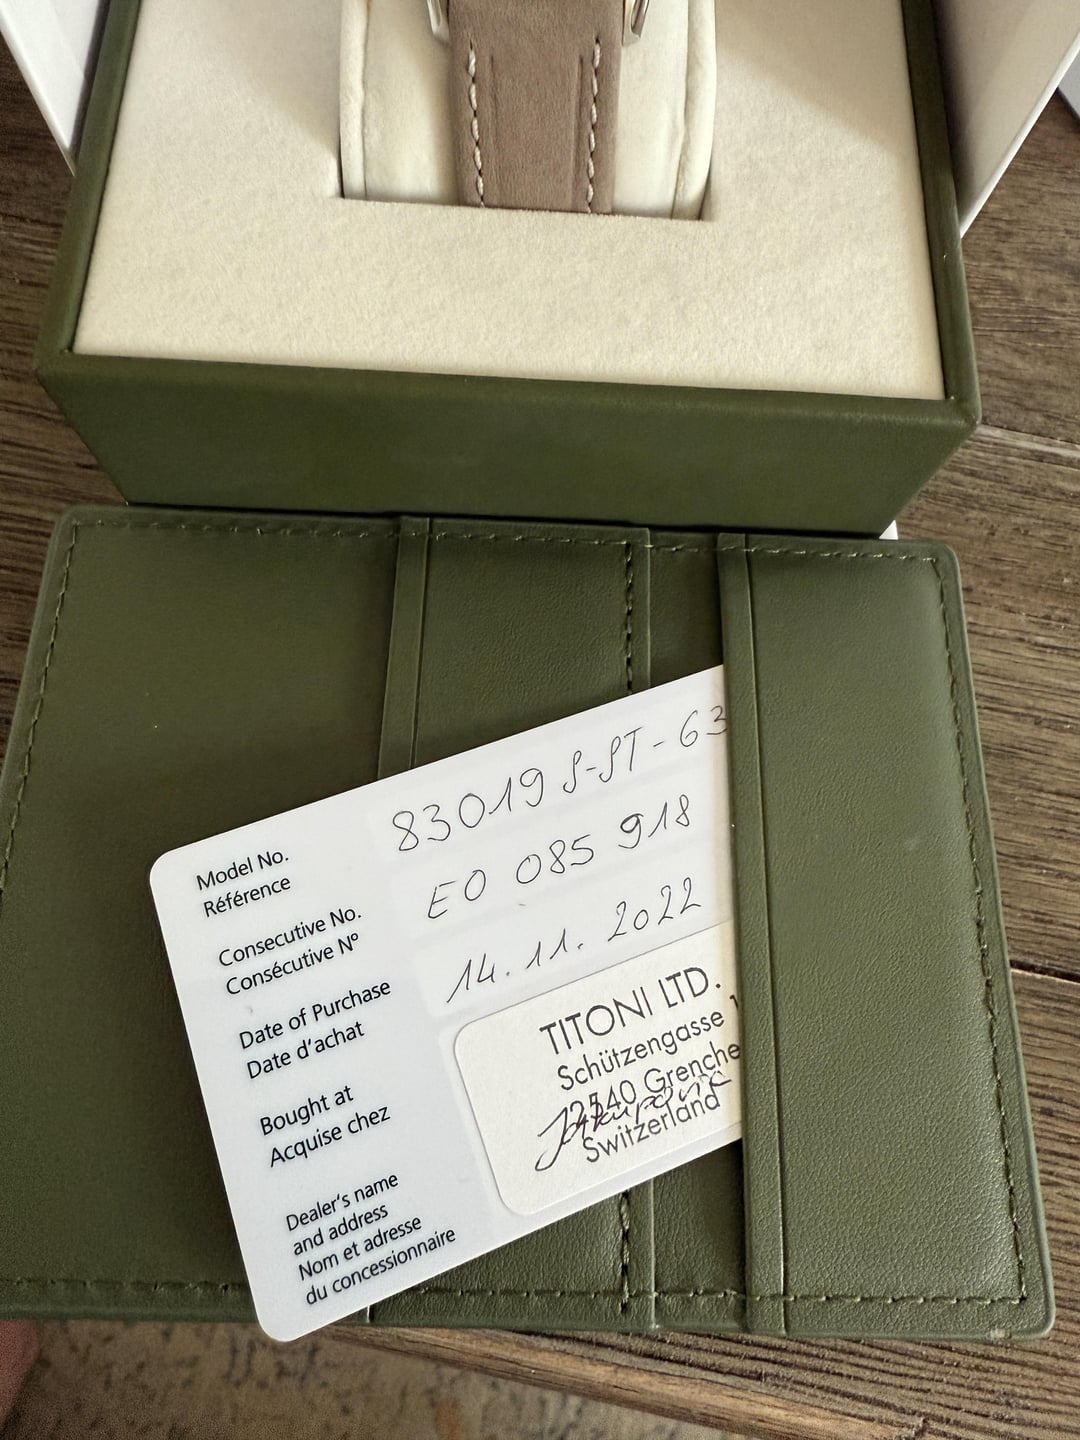 Model No. 83019 S-ST-63
Référence
Consecutive No. E0 085 918
Consécutive Nº
Date of Purchase 14. 11. 2022
Date d'achat
Bought at
Acquise chez
TITONI LTD.
Schützengasse 1
2540 Grenche
Switzerland
Dealer's name
and address
Nom et adresse
du concessionnaire